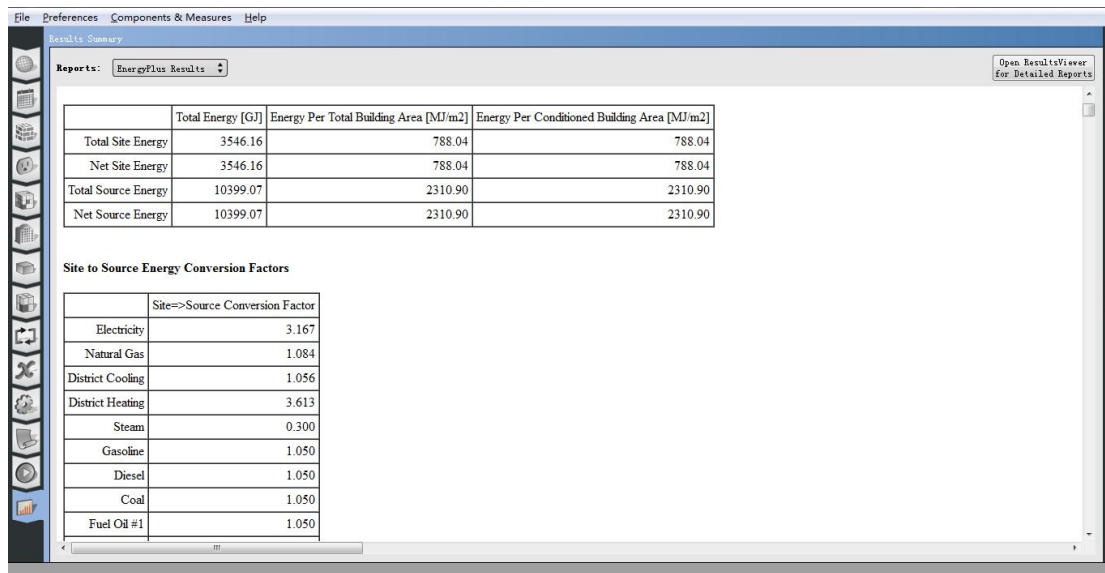 File Preferences Components & Measures Help
Results Summary
Reports: EnergyPlus Results
Open ResultsViewer
for Detailed Reports
Total Energy [GJ] Energy Per Total Building Area [MJ/m2] Energy Per Conditioned Building Area [MJ/m2]
Total Site Energy 3546.16 788.04 788.04
Net Site Energy 3546.16 788.04 788.04
Total Source Energy 10399.07 2310.90 2310.90
Net Source Energy 10399.07 2310.90 2310.90
Site to Source Energy Conversion Factors
Site=>Source Conversion Factor
Electricity 3.167
Natural Gas 1.084
District Cooling 1.056
District Heating 3.613
Steam 0.300
Gasoline 1.050
Diesel 1.050
Coal 1.050
Fuel Oil #1 1.050